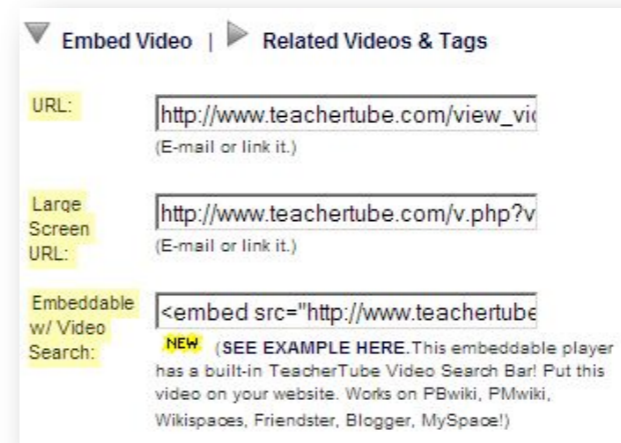 Embed Video | Related Videos & Tags
URL:
http://www.teachertube.com/view_vid
(E-mail or link it.)
Large
Screen
URL:
http://www.teachertube.com/v.php?v
(E-mail or link it.)
Embeddable
w/ Video
Search:
<embed src="http://www.teachertube
NEW (SEE EXAMPLE HERE.This embeddable player
has a built-in TeacherTube Video Search Bar! Put this
video on your website. Works on PBwiki, PMwiki,
Wikispaces, Friendster, Blogger, MySpace!)